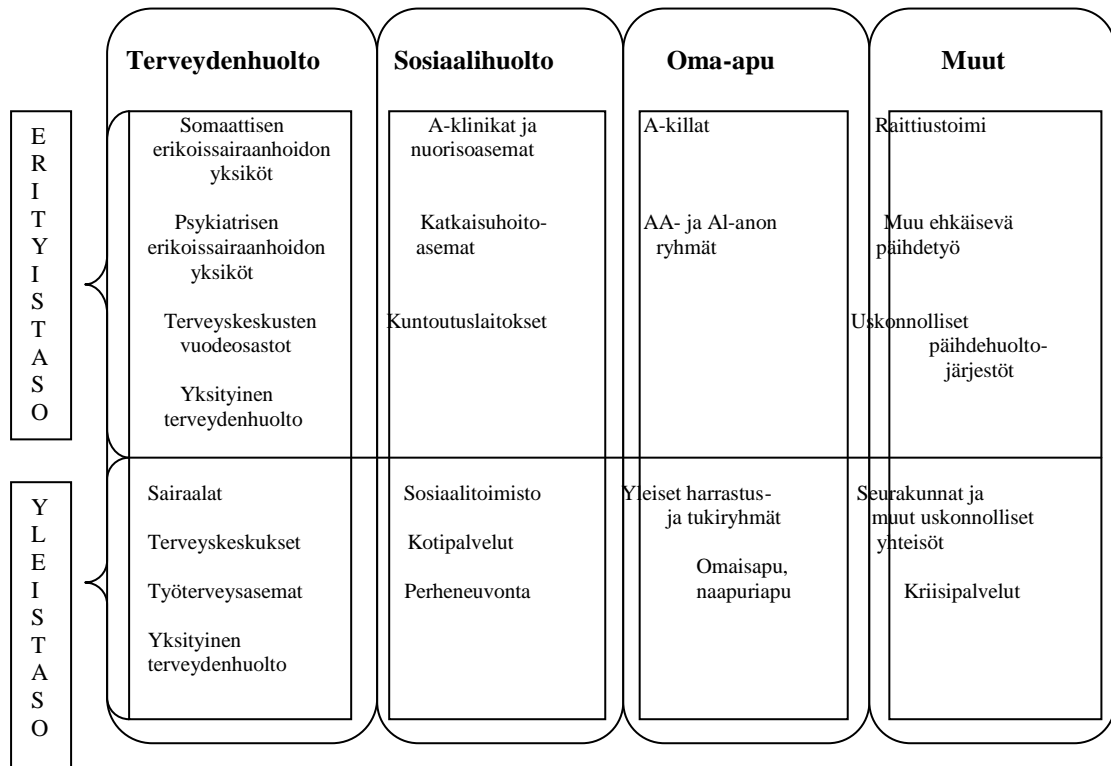 Terveydenhuolto
Sosiaalihuolto
Oma-apu
Muut
E
R
I
T
Y
I
S
T
A
S
O
Somaattisen
erikoissairaanhoidon
yksiköt
Psykiatrisen
erikoissairaanhoidon
yksiköt
Terveyskeskusten
vuodeosastot
Yksityinen
terveydenhuolto
A-klinikat ja
nuorisoasemat
Katkaisuhoito-
asemat
Kuntoutuslaitokset
A-killat
AA- ja Al-anon
ryhmät
Raittiustoimi
Muu ehkäisevä
päihdetyö
Uskonnolliset
päihdehuolto-
järjestöt
Y
L
E
I
S
T
A
S
O
Sairaalat
Terveyskeskukset
Työterveysasemat
Yksityinen
terveydenhuolto
Sosiaalitoimisto
Kotipalvelut
Perheneuvonta
Yleiset harrastus-
ja tukiryhmät
Omaisapu,
naapuriapu
Seurakunnat ja
muut uskonnolliset
yhteisöt
Kriisipalvelut